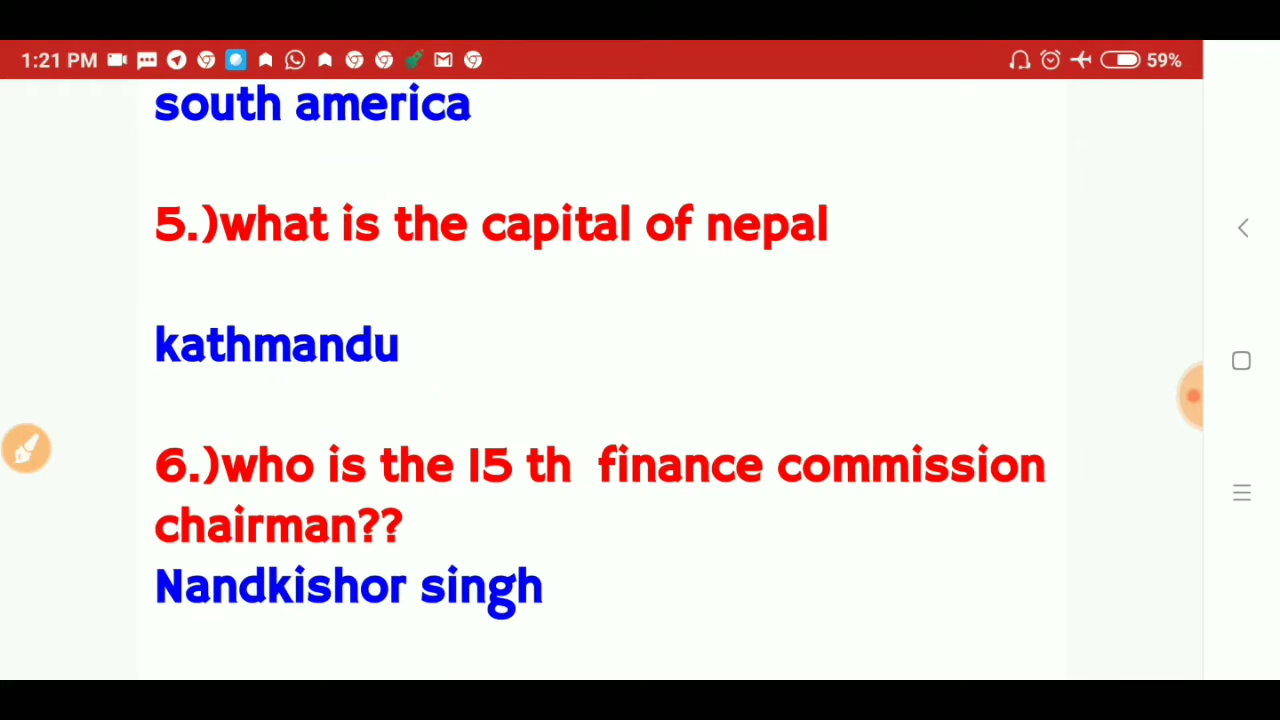 1:21 PM 59%
south america
5.)what is the capital of nepal
kathmandu
6.)who is the 15 th finance commission
chairman??
Nandkishor singh